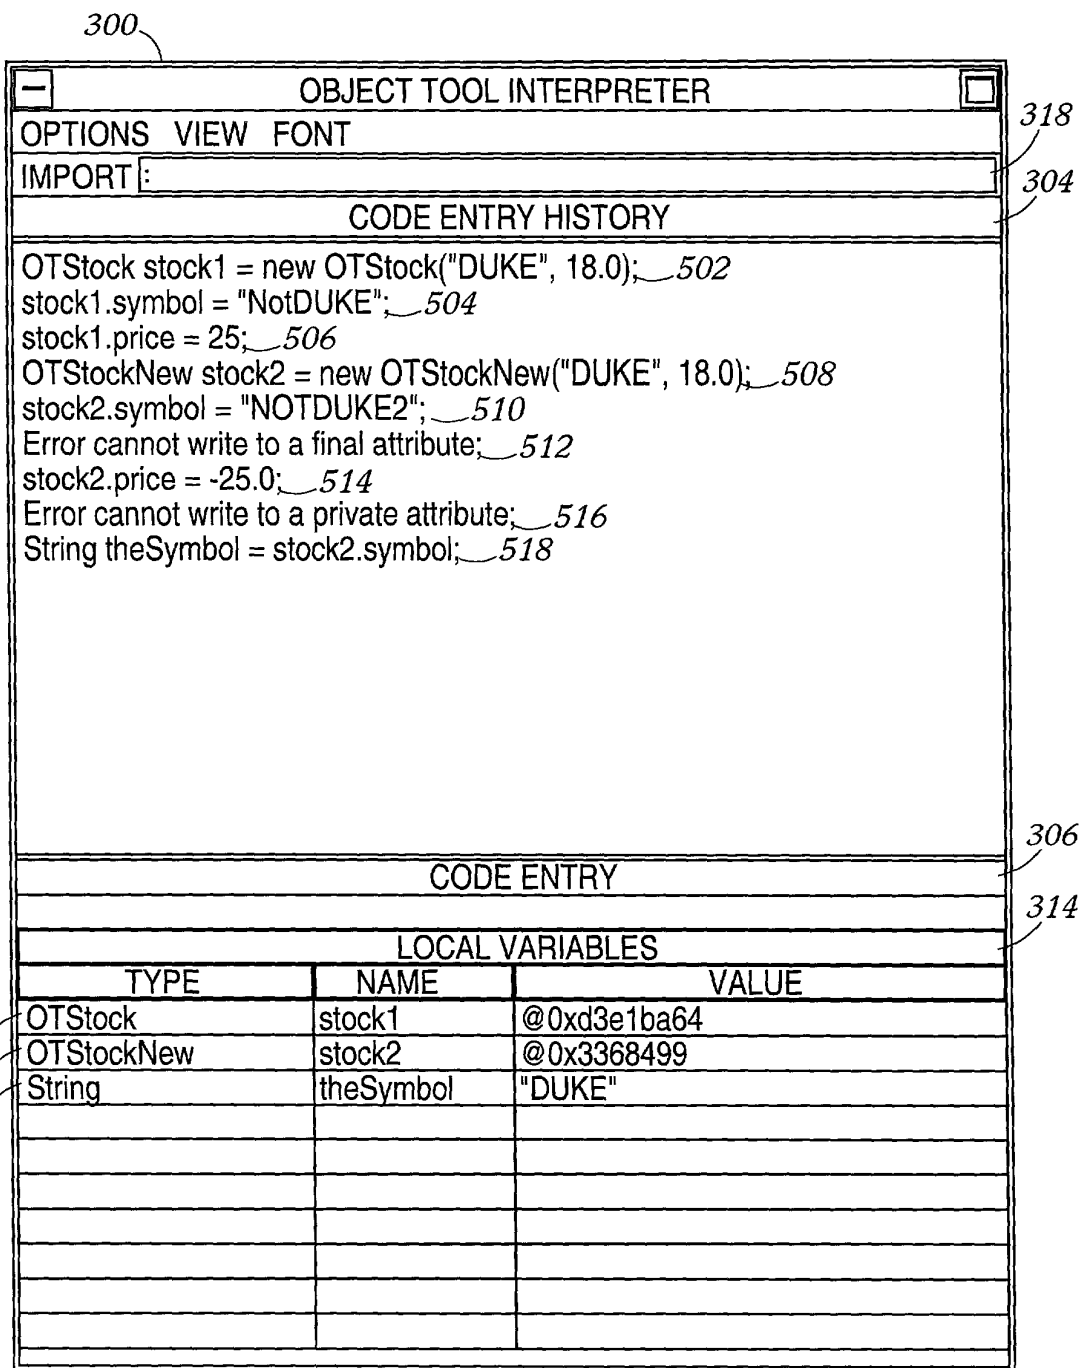 300
OBJECT TOOL INTERPRETER
OPTIONS VIEW FONT
318
IMPORT :
304
CODE ENTRY HISTORY
OTStock stock1 = new OTStock("DUKE", 18.0); 502
stock1.symbol = "NotDUKE"; 504
stock1.price = 25; 506
OTStockNew stock2 = new OTStockNew("DUKE", 18.0); 508
stock2.symbol = "NOTDUKE2"; 510
Error cannot write to a final attribute; 512
stock2.price = -25.0; 514
Error cannot write to a private attribute; 516
String theSymbol = stock2.symbol; 518
306
CODE ENTRY
314
LOCAL VARIABLES
TYPE NAME VALUE
OTStock stock1 @0xd3e1ba64
OTStockNew stock2 @0x3368499
String theSymbol "DUKE"